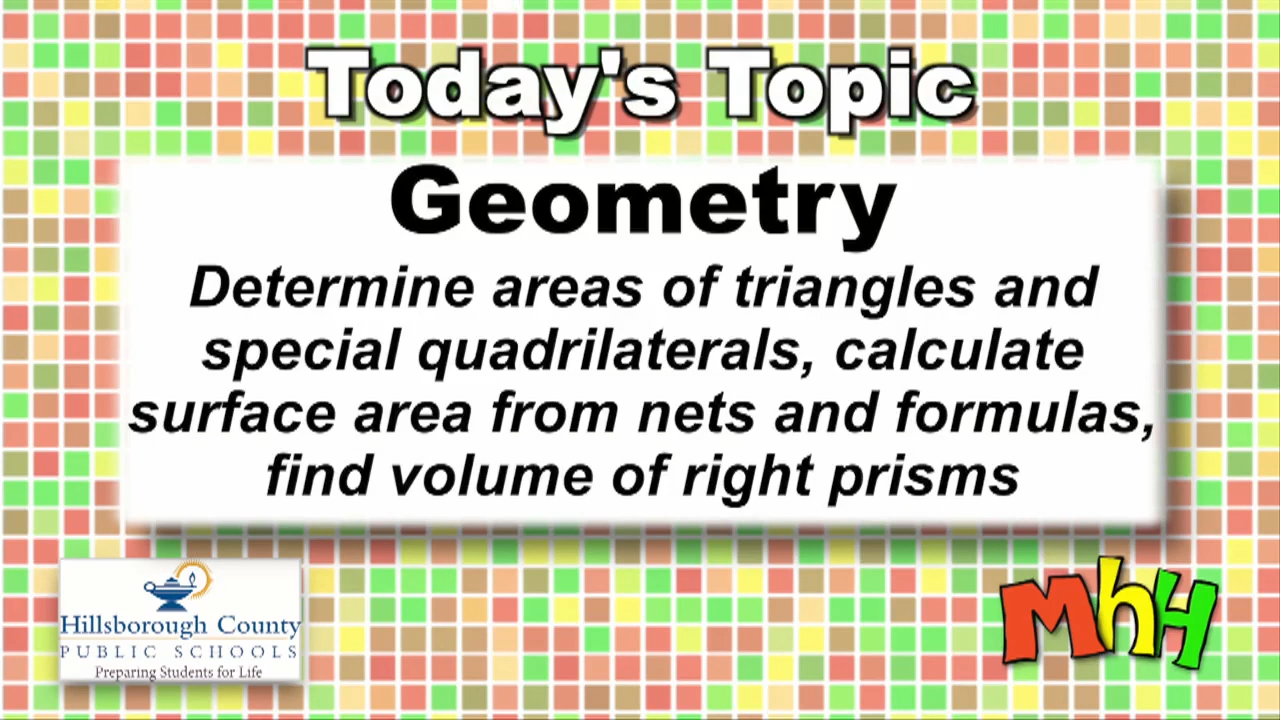 Today's Topic
Geometry
Determine areas of triangles and
special quadrilaterals, calculate
surface area from nets and formulas,
find volume of right prisms
Hillsborough County
PUBLIC SCHOOLS
Preparing Students for Life
MhH